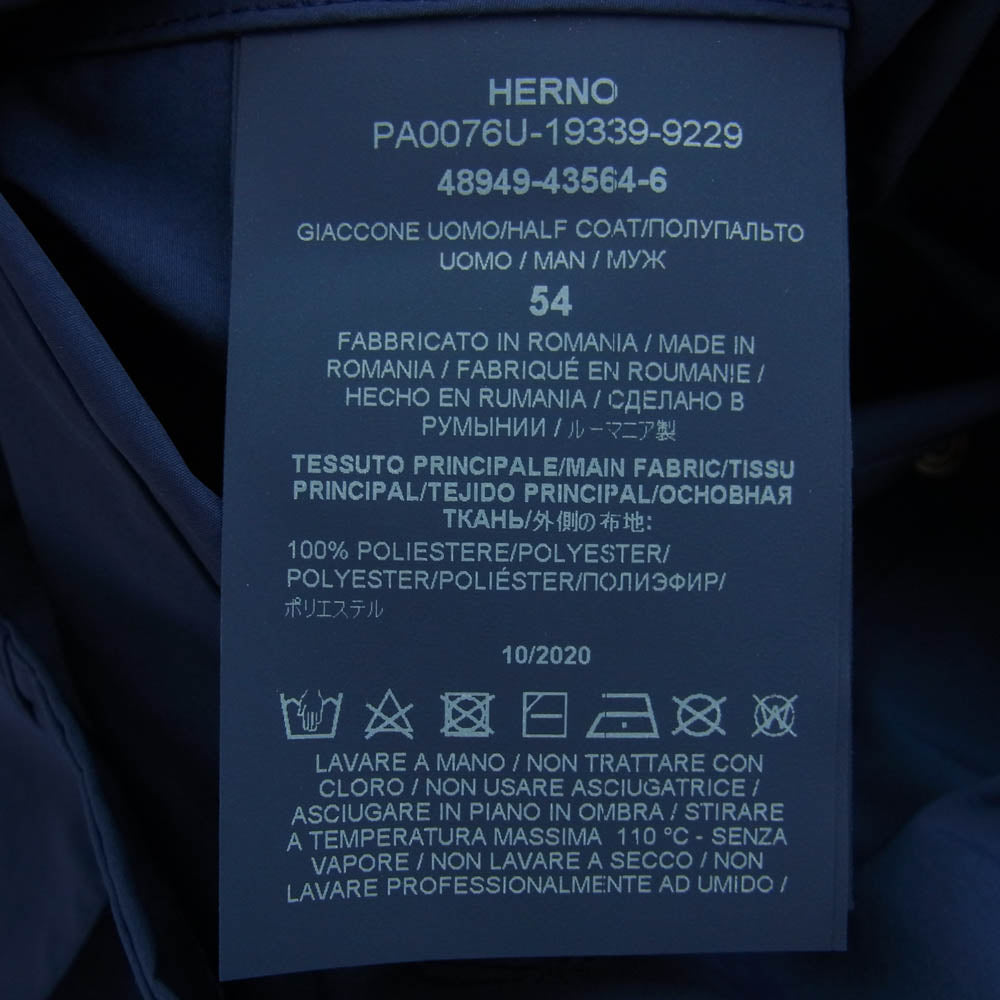 HERNO
PA0076U-19339-9229
48949-43564-6
GIACCONE UOMO/HALF COAT/ПОЛУПАЛЬТО
UOMO / MAN / МУЖ
54
FABBRICATO IN ROMANIA / MADE IN
ROMANIA / FABRIQUÉ EN ROUMANIE /
HECHO EN RUMANIA / СДЕЛАНО В
РУМЫНИИ / ルーマニア製
TESSUTO PRINCIPALE/MAIN FABRIC/TISSU
PRINCIPAL/TEJIDO PRINCIPAL/ОСНОВНАЯ
ТКАНЬ/外側の布地:
100% POLIESTERE/POLYESTER/
POLYESTER/POLIÉSTER/ПОЛИЭФИР/
ポリエステル
10/2020
LAVARE A MANO / NON TRATTARE CON
CLORO / NON USARE ASCIUGATRICE /
ASCIUGARE IN PIANO IN OMBRA / STIRARE
A TEMPERATURA MASSIMA 110 °C - SENZA
VAPORE / NON LAVARE A SECCO / NON
LAVARE PROFESSIONALMENTE AD UMIDO /